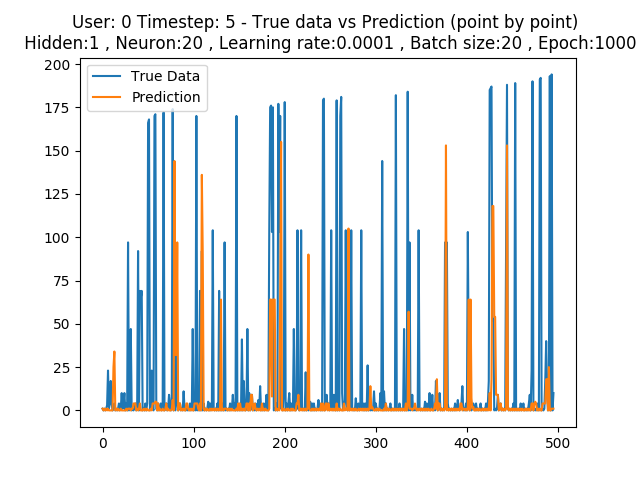 User: 0 Timestep: 5 - True data vs Prediction (point by point)
Hidden:1 , Neuron:20 , Learning rate:0.0001 , Batch size:20 , Epoch:1000
True Data
Prediction
200
175
150
125
100
75
50
25
0
0 100 200 300 400 500